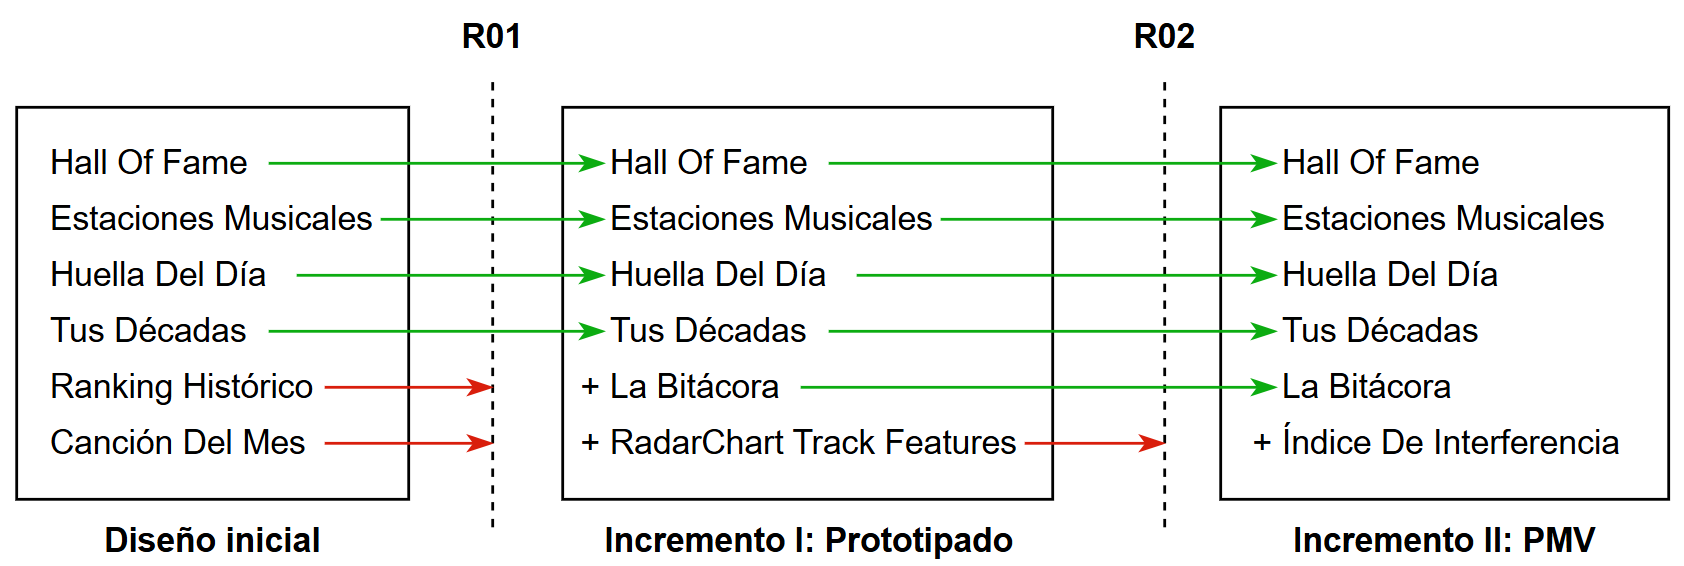 R01
R02
Hall Of Fame
Estaciones Musicales
Huella Del Día
Tus Décadas
Ranking Histórico
Canción Del Mes
Diseño inicial
Hall Of Fame
Estaciones Musicales
Huella Del Día
Tus Décadas
+ La Bitácora
+ RadarChart Track Features
Incremento I: Prototipado
Hall Of Fame
Estaciones Musicales
Huella Del Día
Tus Décadas
La Bitácora
+ Índice De Interferencia
Incremento II: PMV